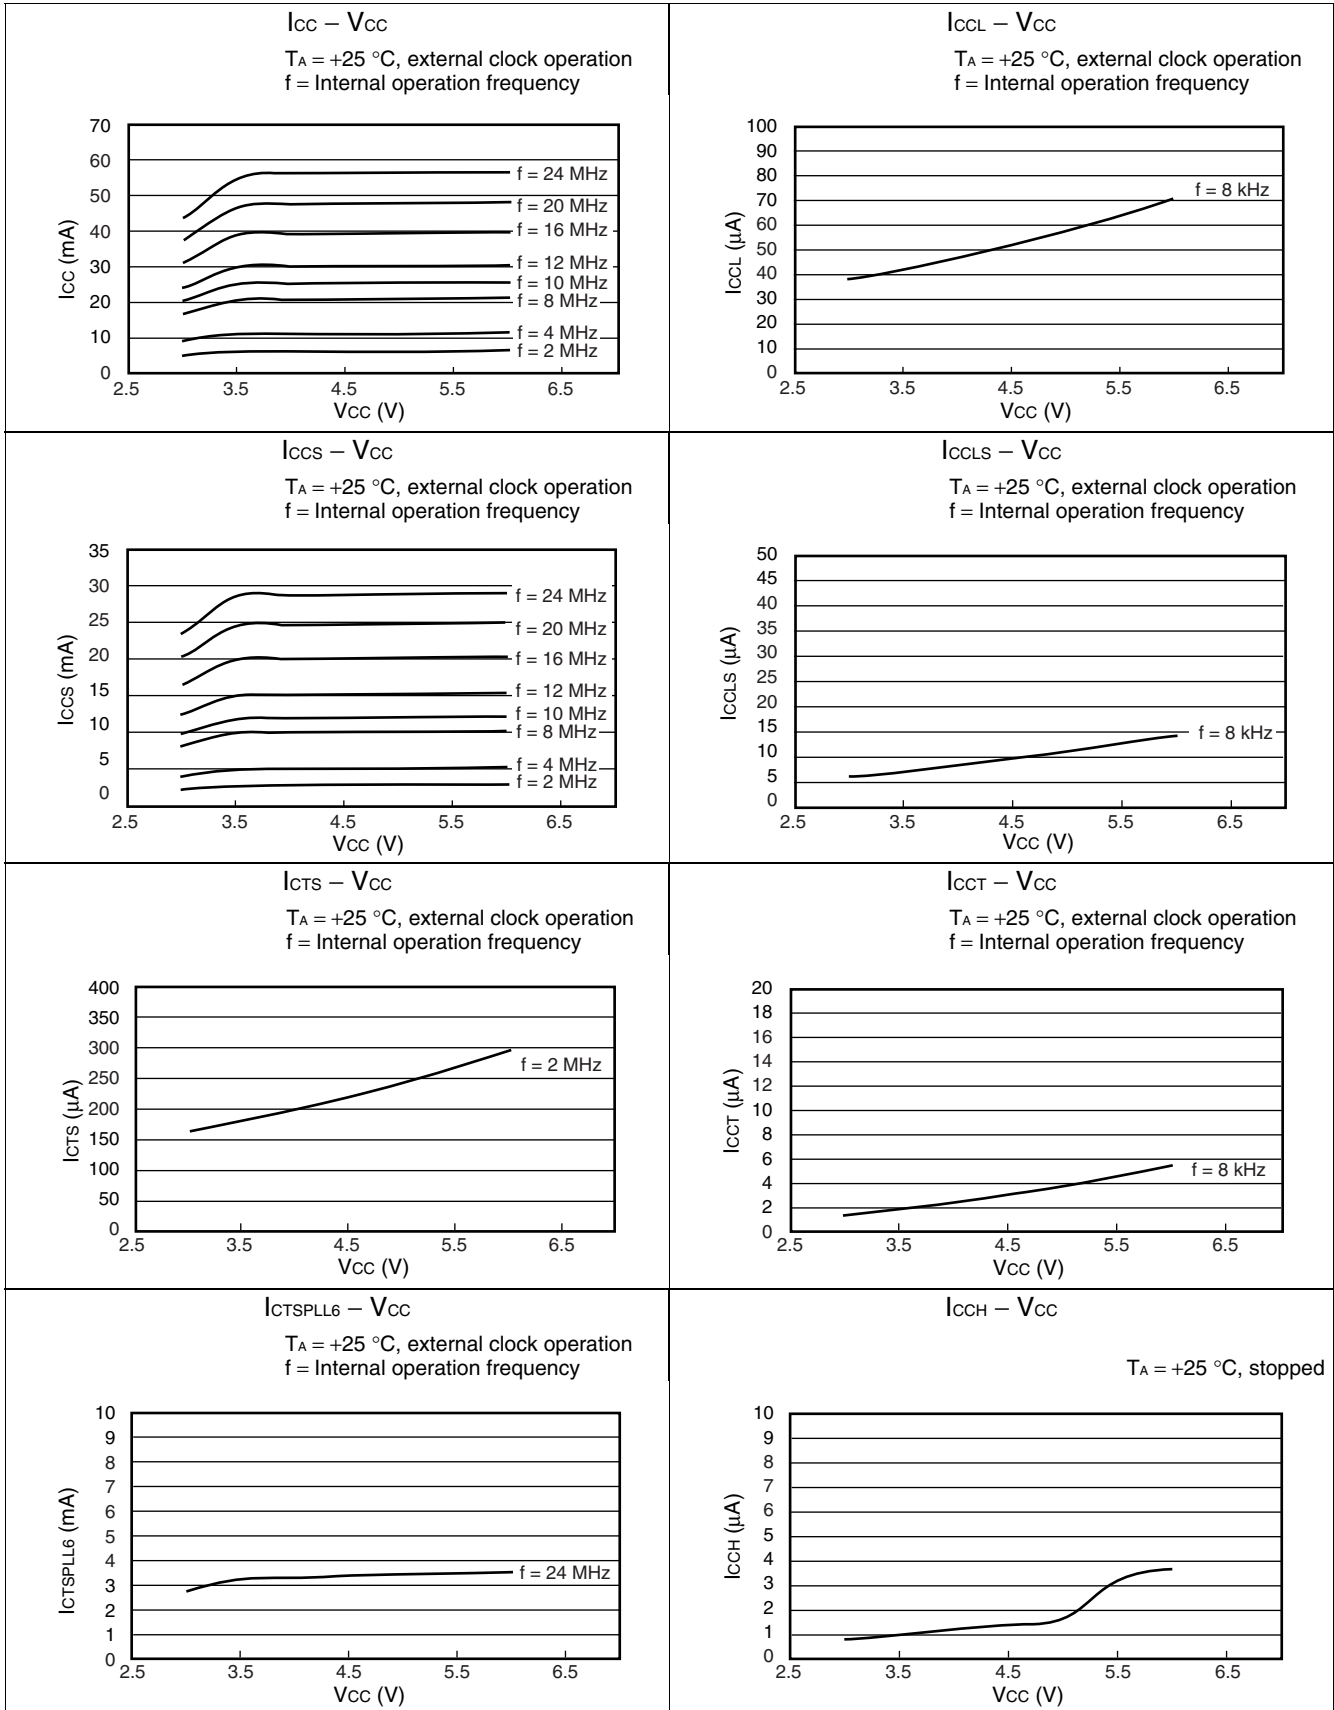 ICC – VCC
TA = +25 °C, external clock operation
f = Internal operation frequency
70
60
50
40
30
20
10
0
ICC (mA)
f = 24 MHz
f = 20 MHz
f = 16 MHz
f = 12 MHz
f = 10 MHz
f = 8 MHz
f = 4 MHz
f = 2 MHz
2.5 3.5 4.5 5.5 6.5
VCC (V)
ICCL – VCC
TA = +25 °C, external clock operation
f = Internal operation frequency
100
90
80
70
60
50
40
30
20
10
0
ICCL (µA)
f = 8 kHz
2.5 3.5 4.5 5.5 6.5
VCC (V)
ICCS – VCC
TA = +25 °C, external clock operation
f = Internal operation frequency
35
30
25
20
15
10
5
0
ICCS (mA)
f = 24 MHz
f = 20 MHz
f = 16 MHz
f = 12 MHz
f = 10 MHz
f = 8 MHz
f = 4 MHz
f = 2 MHz
2.5 3.5 4.5 5.5 6.5
VCC (V)
ICCLS – VCC
TA = +25 °C, external clock operation
f = Internal operation frequency
50
45
40
35
30
25
20
15
10
5
0
ICCLS (µA)
f = 8 kHz
2.5 3.5 4.5 5.5 6.5
VCC (V)
ICTS – VCC
TA = +25 °C, external clock operation
f = Internal operation frequency
400
350
300
250
200
150
100
50
0
ICTS (µA)
f = 2 MHz
2.5 3.5 4.5 5.5 6.5
VCC (V)
ICCT – VCC
TA = +25 °C, external clock operation
f = Internal operation frequency
20
18
16
14
12
10
8
6
4
2
0
ICCT (µA)
f = 8 kHz
2.5 3.5 4.5 5.5 6.5
VCC (V)
ICTSPLL6 – VCC
TA = +25 °C, external clock operation
f = Internal operation frequency
10
9
8
7
6
5
4
3
2
1
0
ICTSPLL6 (mA)
f = 24 MHz
2.5 3.5 4.5 5.5 6.5
VCC (V)
ICCH – VCC
TA = +25 °C, stopped
10
9
8
7
6
5
4
3
2
1
0
ICCH (µA)
2.5 3.5 4.5 5.5 6.5
VCC (V)